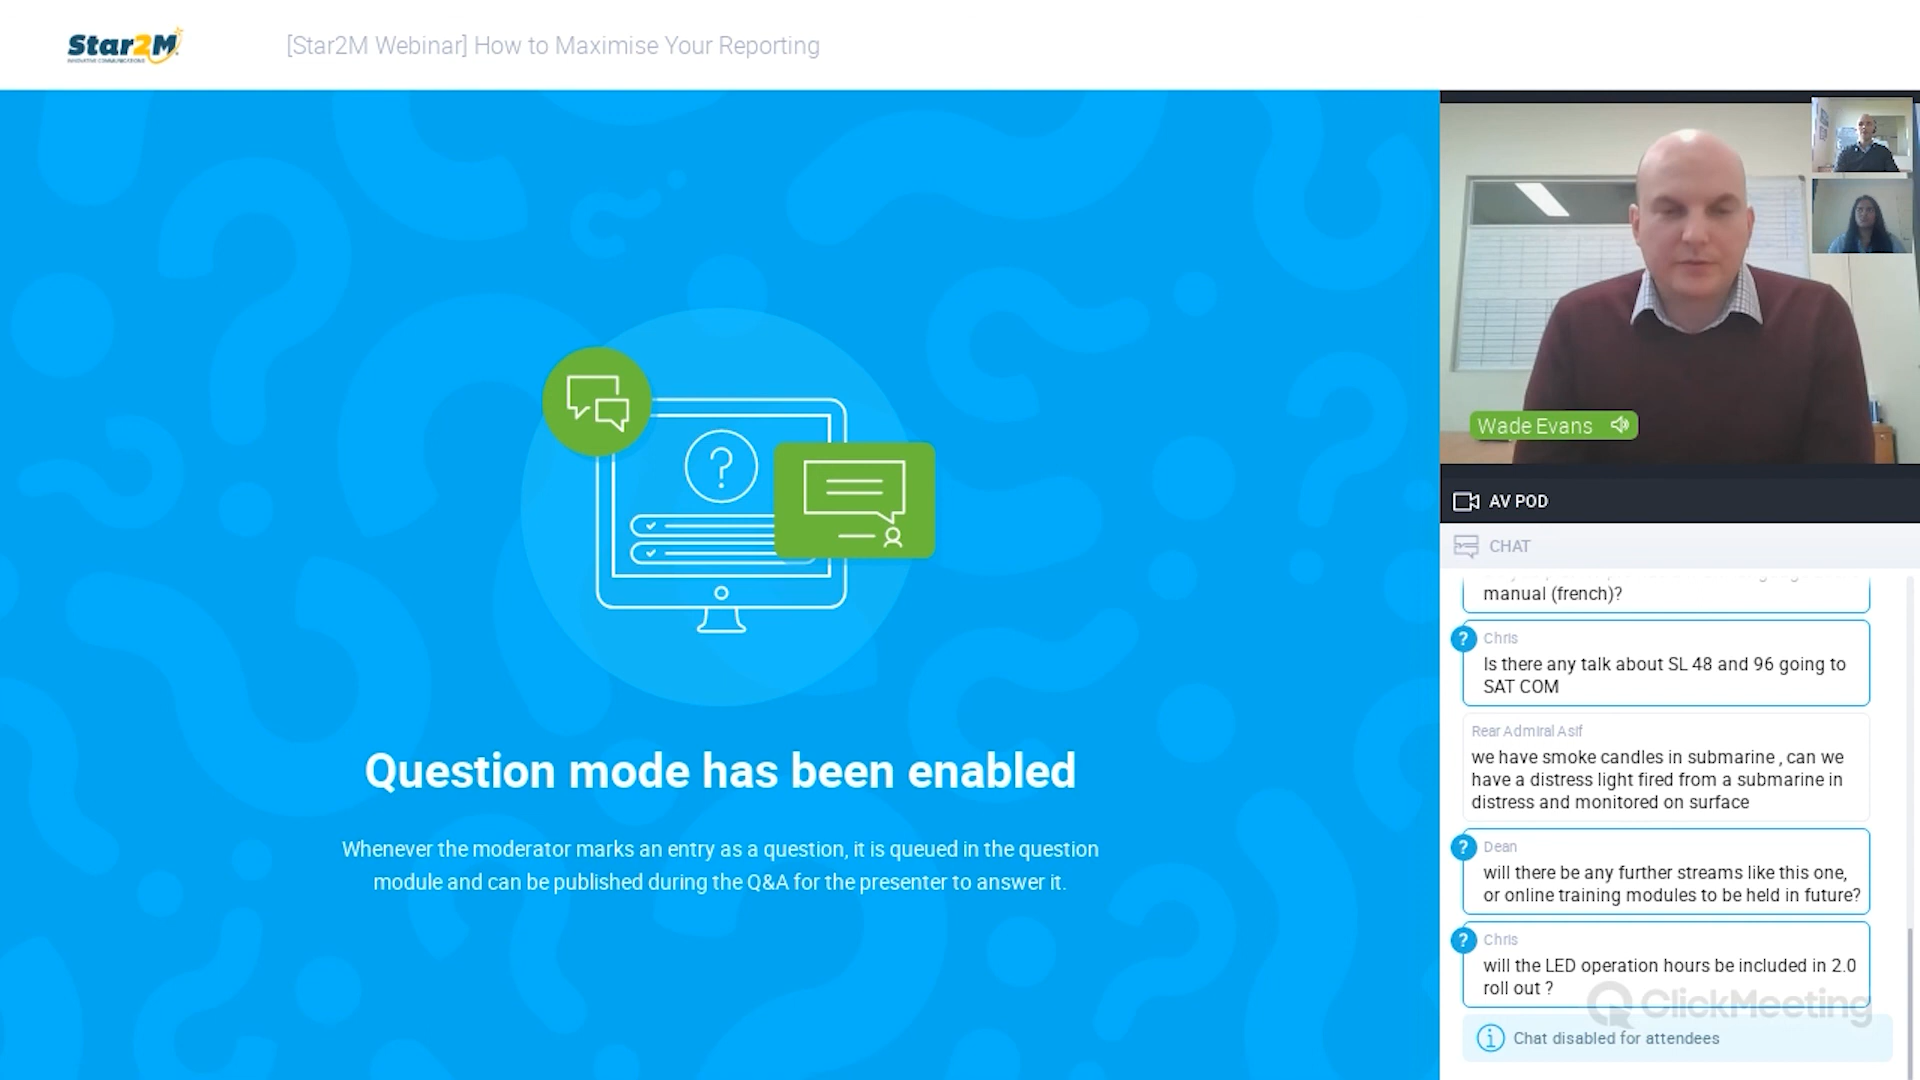 Star2M
INNOVATIVE COMMUNICATIONS
[Star2M Webinar] How to Maximise Your Reporting
Question mode has been enabled
Whenever the moderator marks an entry as a question, it is queued in the question
module and can be published during the Q&A for the presenter to answer it.
Wade Evans
AV POD
CHAT
manual (french)?
Chris
Is there any talk about SL 48 and 96 going to
SAT COM
Rear Admiral Asif
we have smoke candles in submarine , can we
have a distress light fired from a submarine in
distress and monitored on surface
Dean
will there be any further streams like this one,
or online training modules to be held in future?
Chris
will the LED operation hours be included in 2.0
roll out ?
ClickMeeting
Chat disabled for attendees